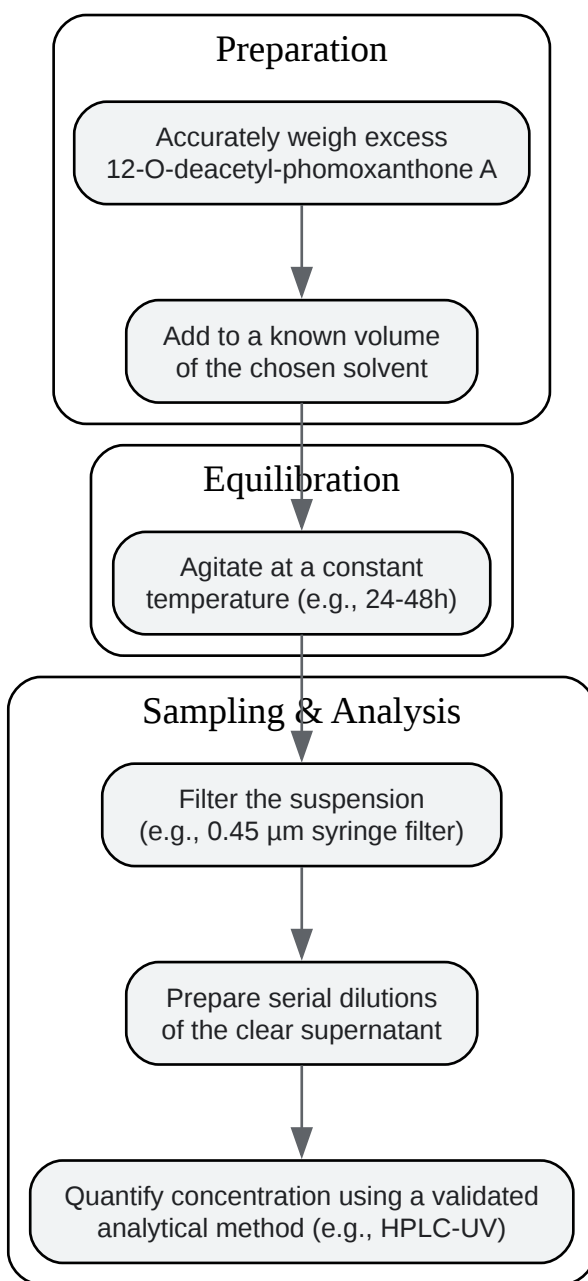 Preparation
Accurately weigh excess
12-O-deacetyl-phomoxanthone A
Add to a known volume
of the chosen solvent
Equilibration
Agitate at a constant
temperature (e.g., 24-48h)
Sampling & Analysis
Filter the suspension
(e.g., 0.45 µm syringe filter)
Prepare serial dilutions
of the clear supernatant
Quantify concentration using a validated
analytical method (e.g., HPLC-UV)